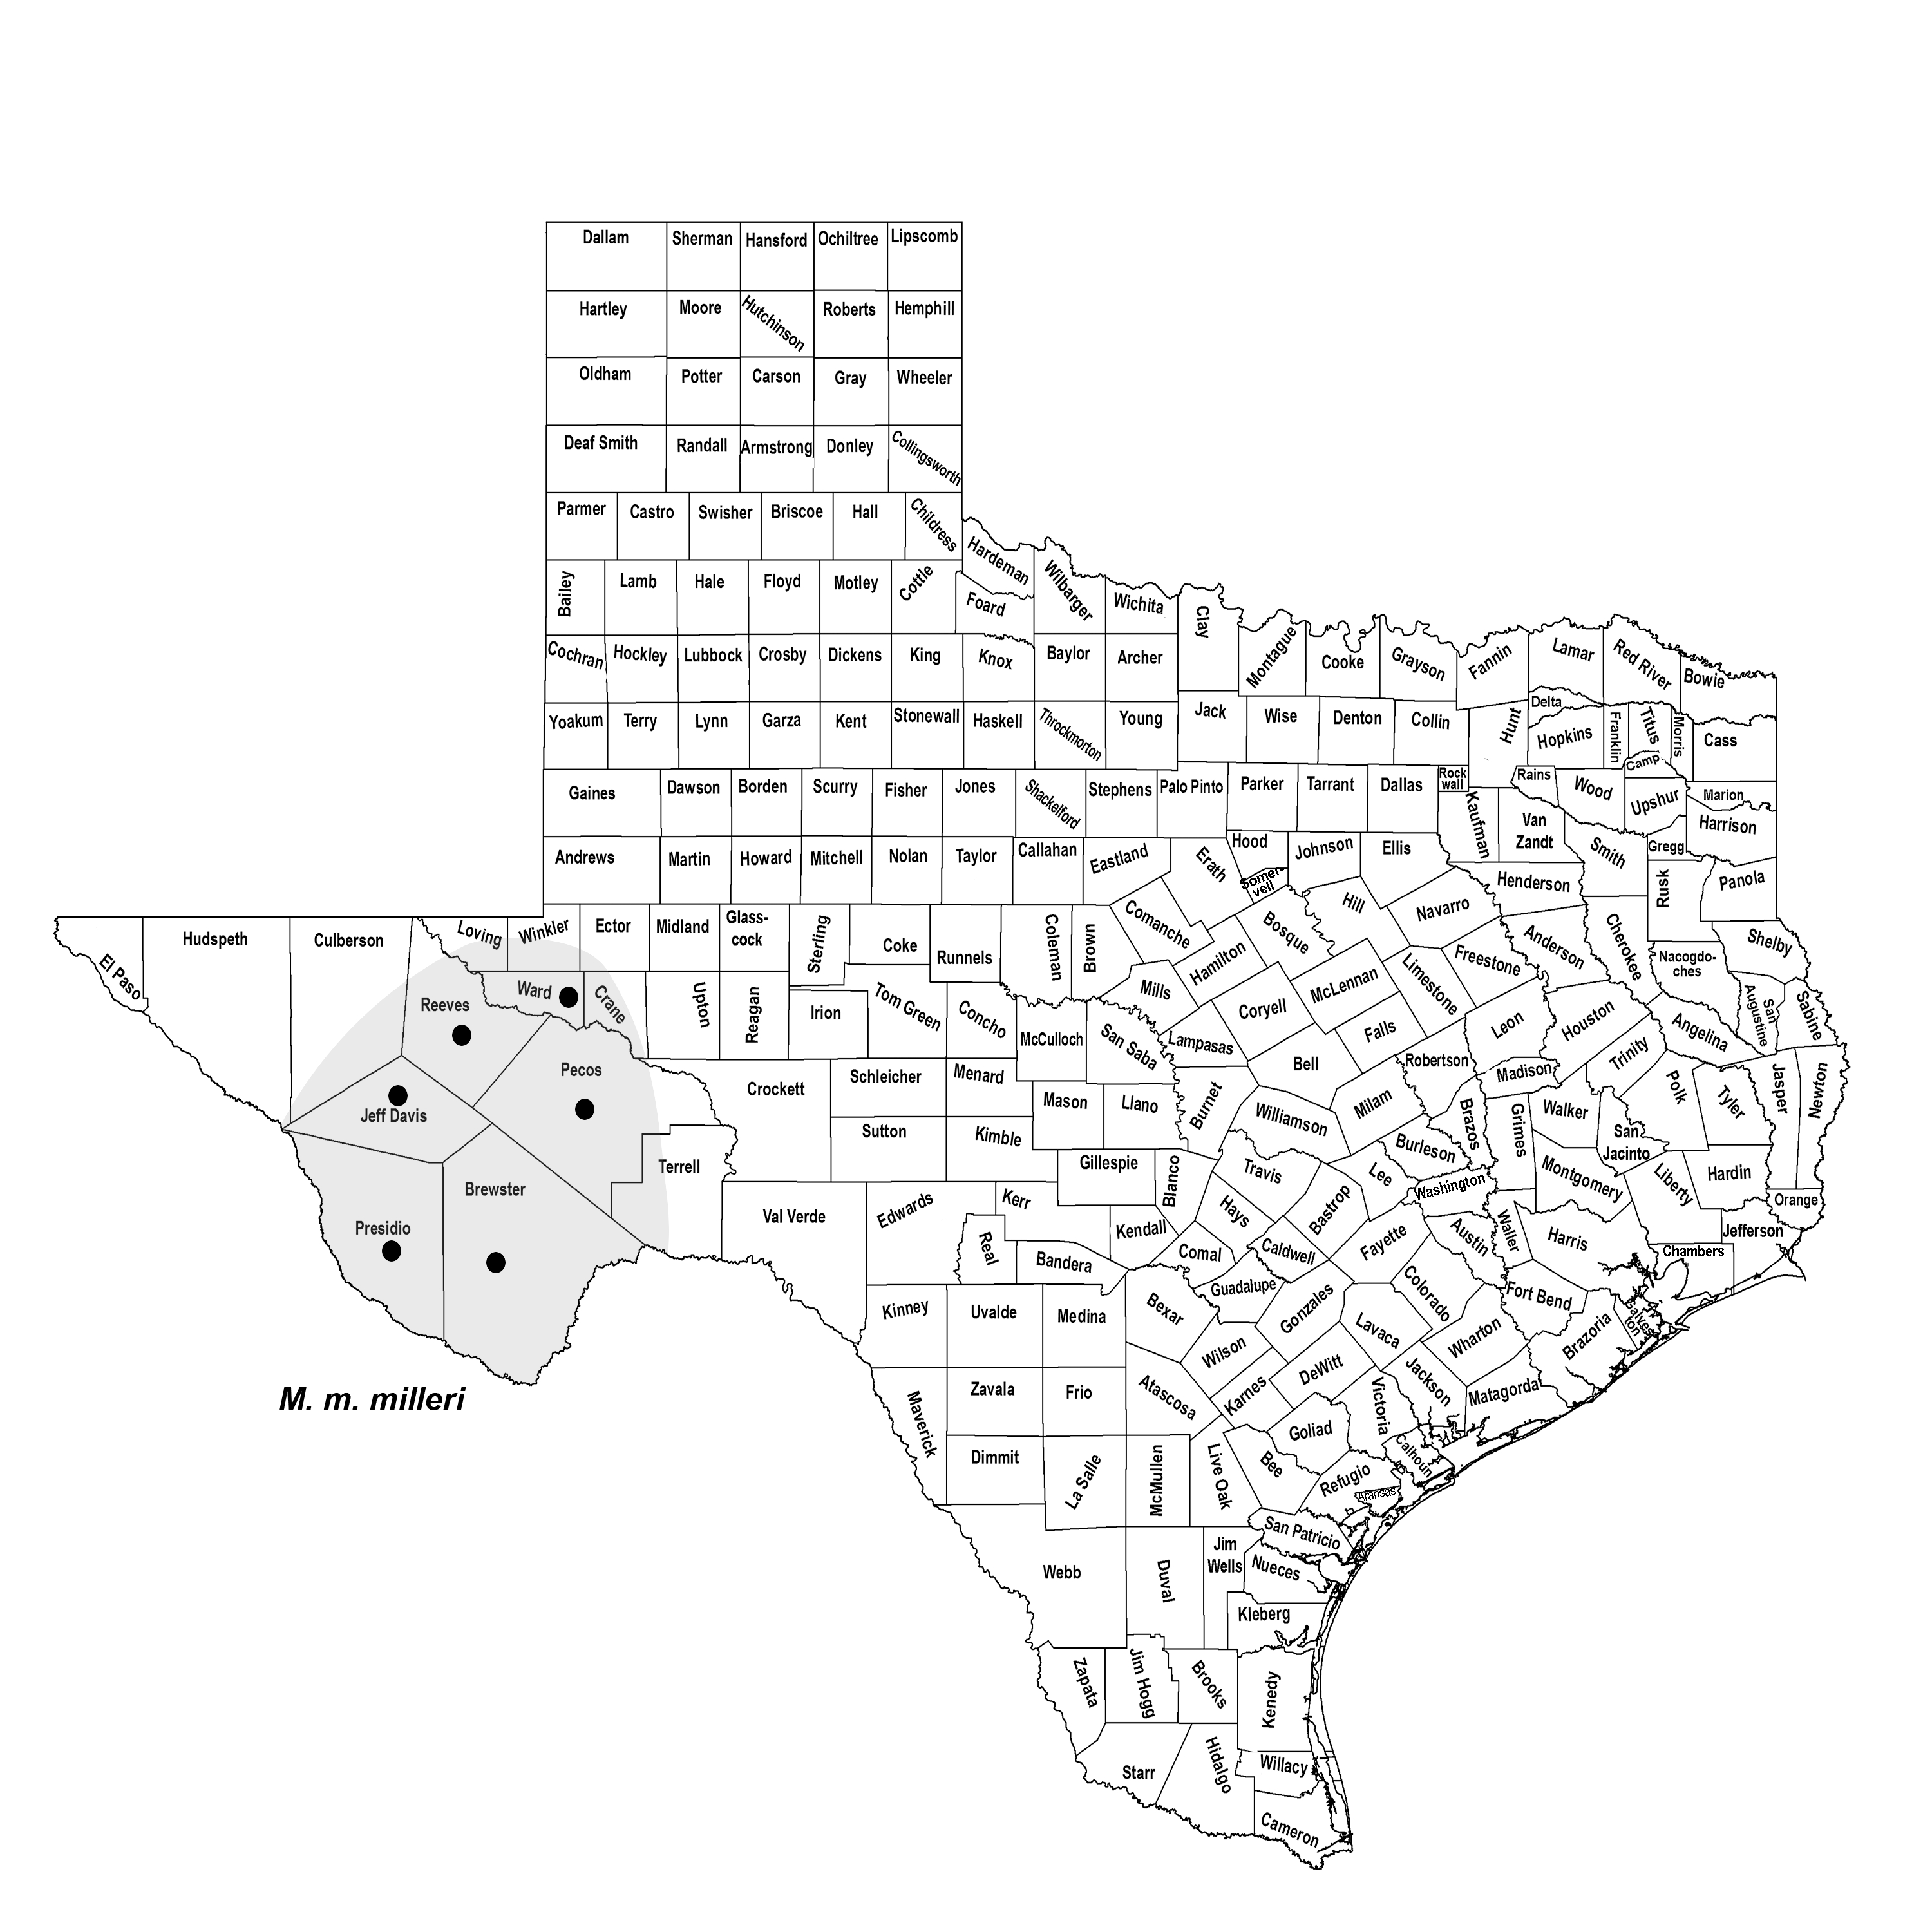 Dallam
Sherman
Hansford
Ochiltree
Lipscomb
Hartley
Moore
Hutchinson
Roberts
Hemphill
Oldham
Potter
Carson
Gray
Wheeler
Deaf Smith
Randall
Armstrong
Donley
Collingsworth
Parmer
Castro
Swisher
Briscoe
Hall
Childress
Hardeman
Bailey
Lamb
Hale
Floyd
Motley
Cottle
Foard
Wilbarger
Wichita
Clay
Cochran
Hockley
Lubbock
Crosby
Dickens
King
Knox
Baylor
Archer
Montague
Cooke
Grayson
Fannin
Lamar
Red River
Bowie
Yoakum
Terry
Lynn
Garza
Kent
Stonewall
Haskell
Throckmorton
Young
Jack
Wise
Denton
Collin
Hunt
Delta
Hopkins
Franklin
Titus
Morris
Cass
Camp
Gaines
Dawson
Borden
Scurry
Fisher
Jones
Shackelford
Stephens
Palo Pinto
Parker
Tarrant
Dallas
Rock
wall
Kaufman
Rains
Wood
Upshur
Marion
Harrison
Van
Zandt
Smith
Gregg
Andrews
Martin
Howard
Mitchell
Nolan
Taylor
Callahan
Eastland
Erath
Hood
Somer-
vell
Johnson
Ellis
Henderson
Rusk
Panola
El Paso
Hudspeth
Culberson
Loving
Winkler
Ector
Midland
Glass-
cock
Sterling
Coke
Runnels
Coleman
Brown
Comanche
Hamilton
Bosque
Hill
Navarro
Anderson
Cherokee
Nacogdo-
ches
Shelby
Reeves
Ward
Crane
Upton
Reagan
Irion
Tom Green
Concho
McCulloch
San Saba
Mills
Lampasas
Coryell
McLennan
Limestone
Freestone
Falls
Leon
Houston
Angelina
San
Augustine
Sabine
Jeff Davis
Pecos
Crockett
Schleicher
Menard
Mason
Llano
Burnet
Bell
Milam
Robertson
Madison
Trinity
Polk
Tyler
Jasper
Newton
Williamson
Brazos
Grimes
Walker
San
Jacinto
Burleson
Sutton
Kimble
Gillespie
Blanco
Travis
Lee
Washington
Montgomery
Liberty
Hardin
Orange
Presidio
Brewster
Terrell
Val Verde
Edwards
Kerr
Real
Kendall
Bandera
Hays
Comal
Caldwell
Bastrop
Fayette
Austin
Waller
Harris
Chambers
Jefferson
Kinney
Uvalde
Medina
Bexar
Guadalupe
Gonzales
Colorado
Fort Bend
Galves
ton
Brazoria
Wilson
Lavaca
Wharton
M. m. milleri
Maverick
Zavala
Frio
Atascosa
Karnes
DeWitt
Victoria
Jackson
Matagorda
Dimmit
La Salle
McMullen
Live Oak
Bee
Goliad
Refugio
Calhoun
Aransas
San Patricio
Webb
Duval
Jim
Wells
Nueces
Kleberg
Zapata
Jim Hogg
Brooks
Kenedy
Starr
Hidalgo
Willacy
Cameron